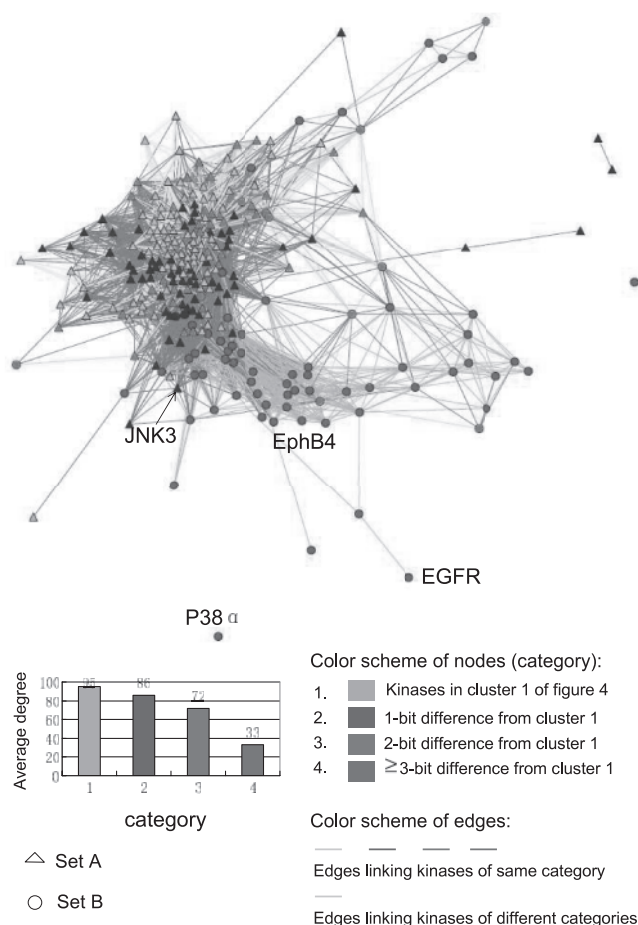 JNK3
EphB4
EGFR
P38 α
Average degree
100
80
60
40
20
0
95
86
72
33
1
2
3
4
category
Set A
Set B
Color scheme of nodes (category):
1. Kinases in cluster 1 of figure 4
2. 1-bit difference from cluster 1
3. 2-bit difference from cluster 1
4. ≥3-bit difference from cluster 1
Color scheme of edges:
Edges linking kinases of same category
Edges linking kinases of different categories